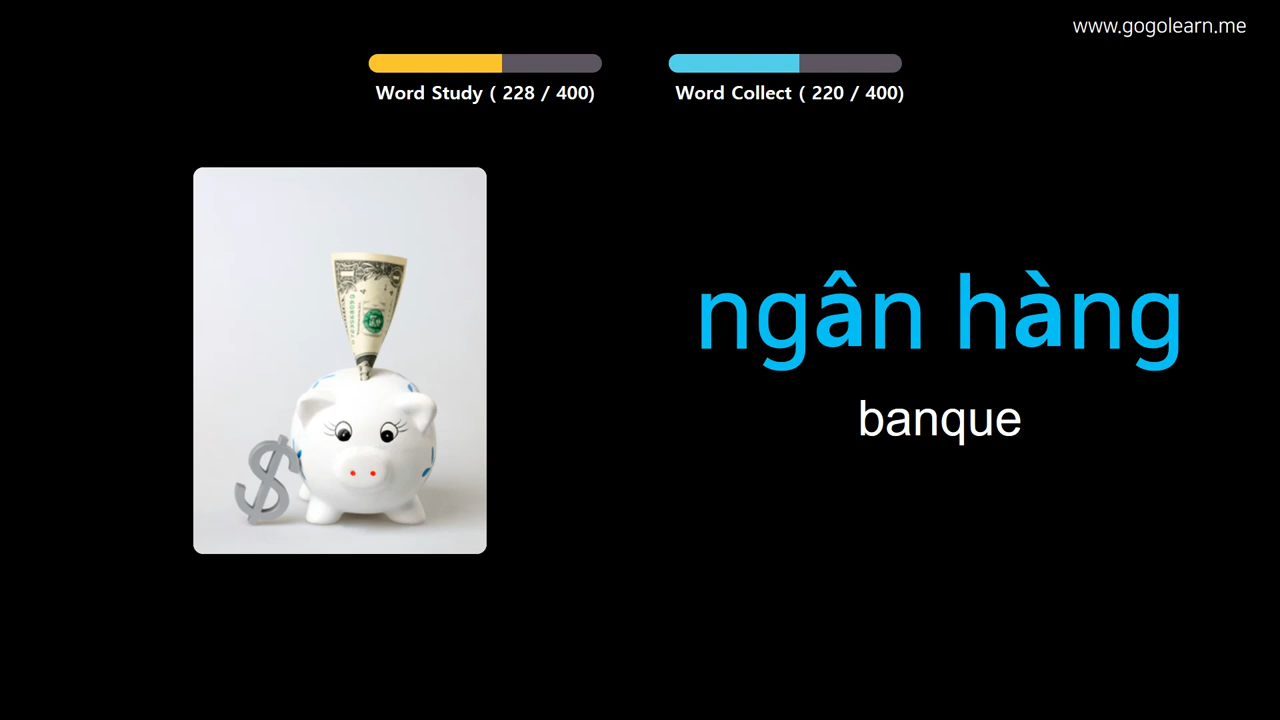 www.gogolearn.me
Word Study ( 228 / 400)
Word Collect ( 220 / 400)
ngân hàng
banque
$